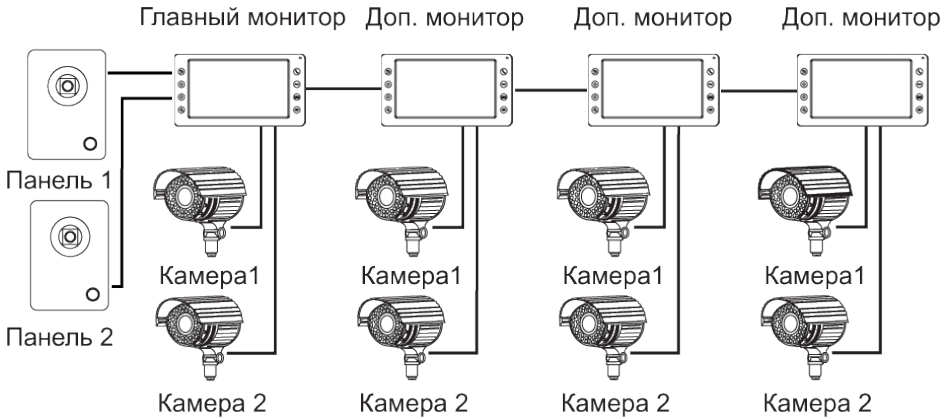 Главный монитор
Доп. монитор
Доп. монитор
Доп. монитор
Панель 1
Камера1
Камера1
Камера1
Камера1
Панель 2
Камера 2
Камера 2
Камера 2
Камера 2